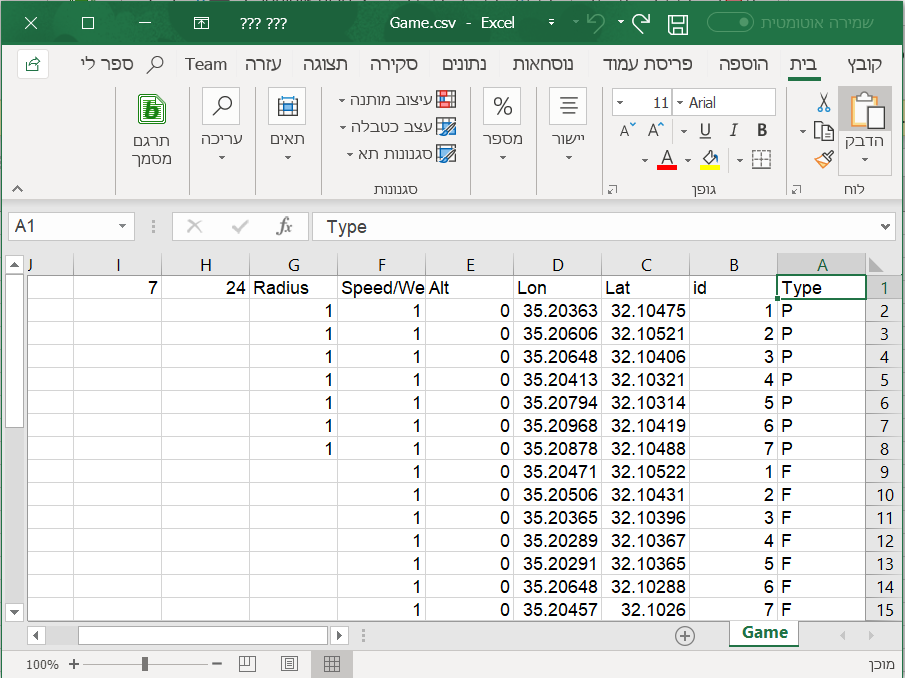 שמירה אוטומטית Game.csv - Excel ??? ???
קובץ בית הוספה פריסת עמוד נוסחאות נתונים סקירה תצוגה עזרה Team ספר לי
הדבק
לוח
Arial 11
B I U
A A A
גופן
יישור
%
מספר
עיצוב מותנה
עצב כטבלה
סגנונות תא
סגנונות
תאים
עריכה
תרגם מסמך
A1 fx Type
A B C D E F G H I J
1 Type id Lat Lon Alt Speed/We Radius 24 7
2 P 1 32.10475 35.20363 0 1 1
3 P 2 32.10521 35.20606 0 1 1
4 P 3 32.10406 35.20648 0 1 1
5 P 4 32.10321 35.20413 0 1 1
6 P 5 32.10314 35.20794 0 1 1
7 P 6 32.10419 35.20968 0 1 1
8 P 7 32.10488 35.20878 0 1 1
9 F 1 32.10522 35.20471 0 1
10 F 2 32.10431 35.20506 0 1
11 F 3 32.10396 35.20365 0 1
12 F 4 32.10367 35.20289 0 1
13 F 5 32.10365 35.20291 0 1
14 F 6 32.10288 35.20648 0 1
15 F 7 32.1026 35.20457 0 1
Game
מוכן 100%